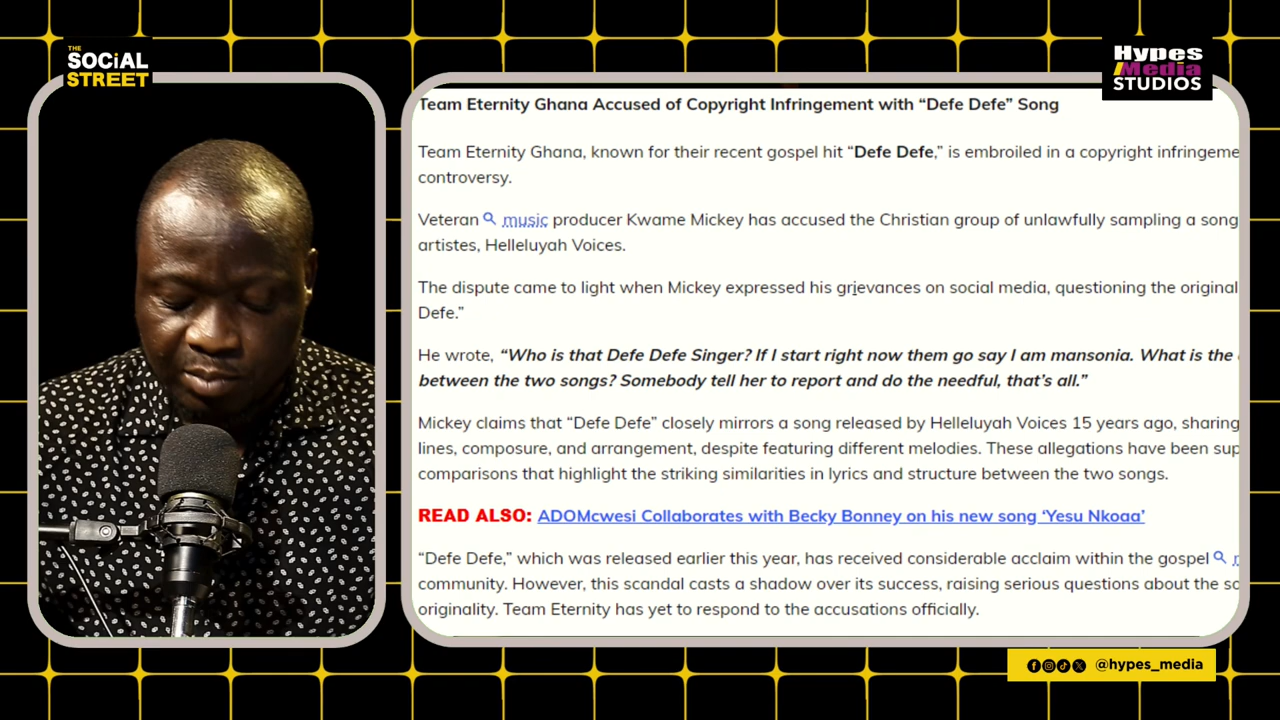 THE
SOCiAL
STREET
Hypes
Media
STUDIOS
Team Eternity Ghana Accused of Copyright Infringement with “Defe Defe” Song
Team Eternity Ghana, known for their recent gospel hit “Defe Defe,” is embroiled in a copyright infringeme
controversy.
Veteran music producer Kwame Mickey has accused the Christian group of unlawfully sampling a song
artistes, Helleluyah Voices.
The dispute came to light when Mickey expressed his grievances on social media, questioning the original
Defe.”
He wrote, “Who is that Defe Defe Singer? If I start right now them go say I am mansonia. What is the
between the two songs? Somebody tell her to report and do the needful, that’s all.”
Mickey claims that “Defe Defe” closely mirrors a song released by Helleluyah Voices 15 years ago, sharing
lines, composure, and arrangement, despite featuring different melodies. These allegations have been sup
comparisons that highlight the striking similarities in lyrics and structure between the two songs.
READ ALSO: ADOMcwesi Collaborates with Becky Bonney on his new song ‘Yesu Nkoaa’
“Defe Defe,” which was released earlier this year, has received considerable acclaim within the gospel
community. However, this scandal casts a shadow over its success, raising serious questions about the so
originality. Team Eternity has yet to respond to the accusations officially.
@hypes_media